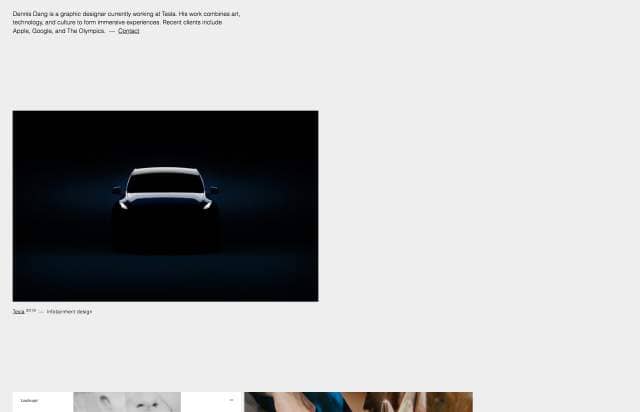 Dennis Dang is a graphic designer currently working at Tesla. His work combines art,
technology, and culture to form immersive experiences. Recent clients include
Apple, Google, and The Olympics. — Contact
Tesla 2019 — Infotainment design